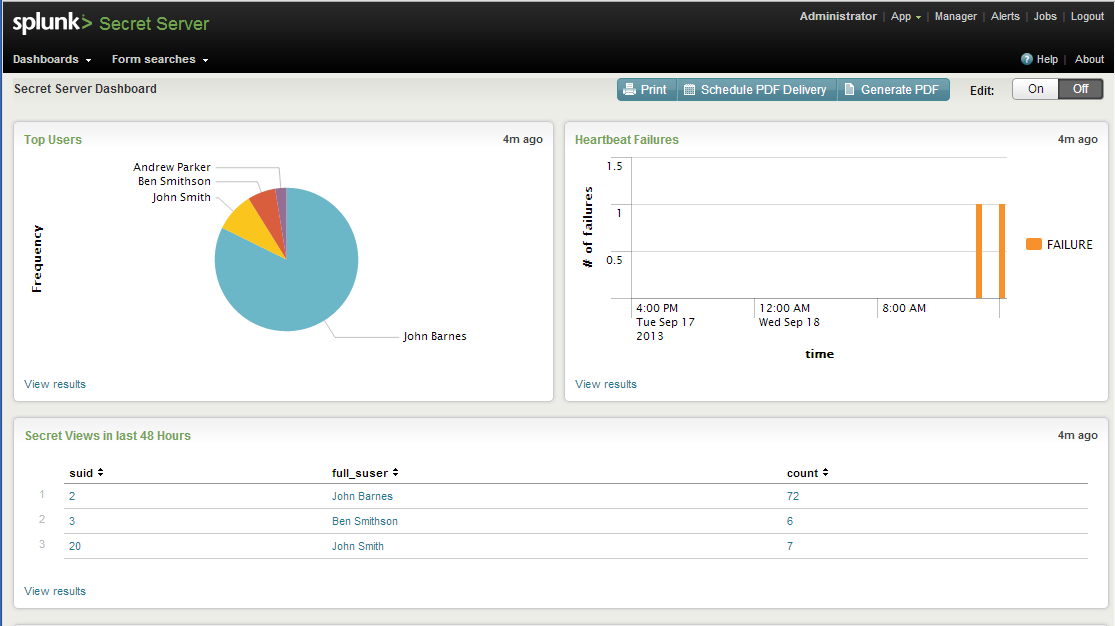 splunk> Secret Server
Administrator | App | Manager | Alerts | Jobs | Logout
Dashboards Form searches
? Help | About
Secret Server Dashboard
Print Schedule PDF Delivery Generate PDF Edit: On Off
Top Users 4m ago
Andrew Parker
Ben Smithson
John Smith
Frequency
John Barnes
View results
Heartbeat Failures 4m ago
1.5
1
0.5
# of failures
FAILURE
4:00 PM 12:00 AM 8:00 AM
Tue Sep 17 Wed Sep 18
2013
time
View results
Secret Views in last 48 Hours 4m ago
suid full_suser count
1 2 John Barnes 72
2 3 Ben Smithson 6
3 20 John Smith 7
View results